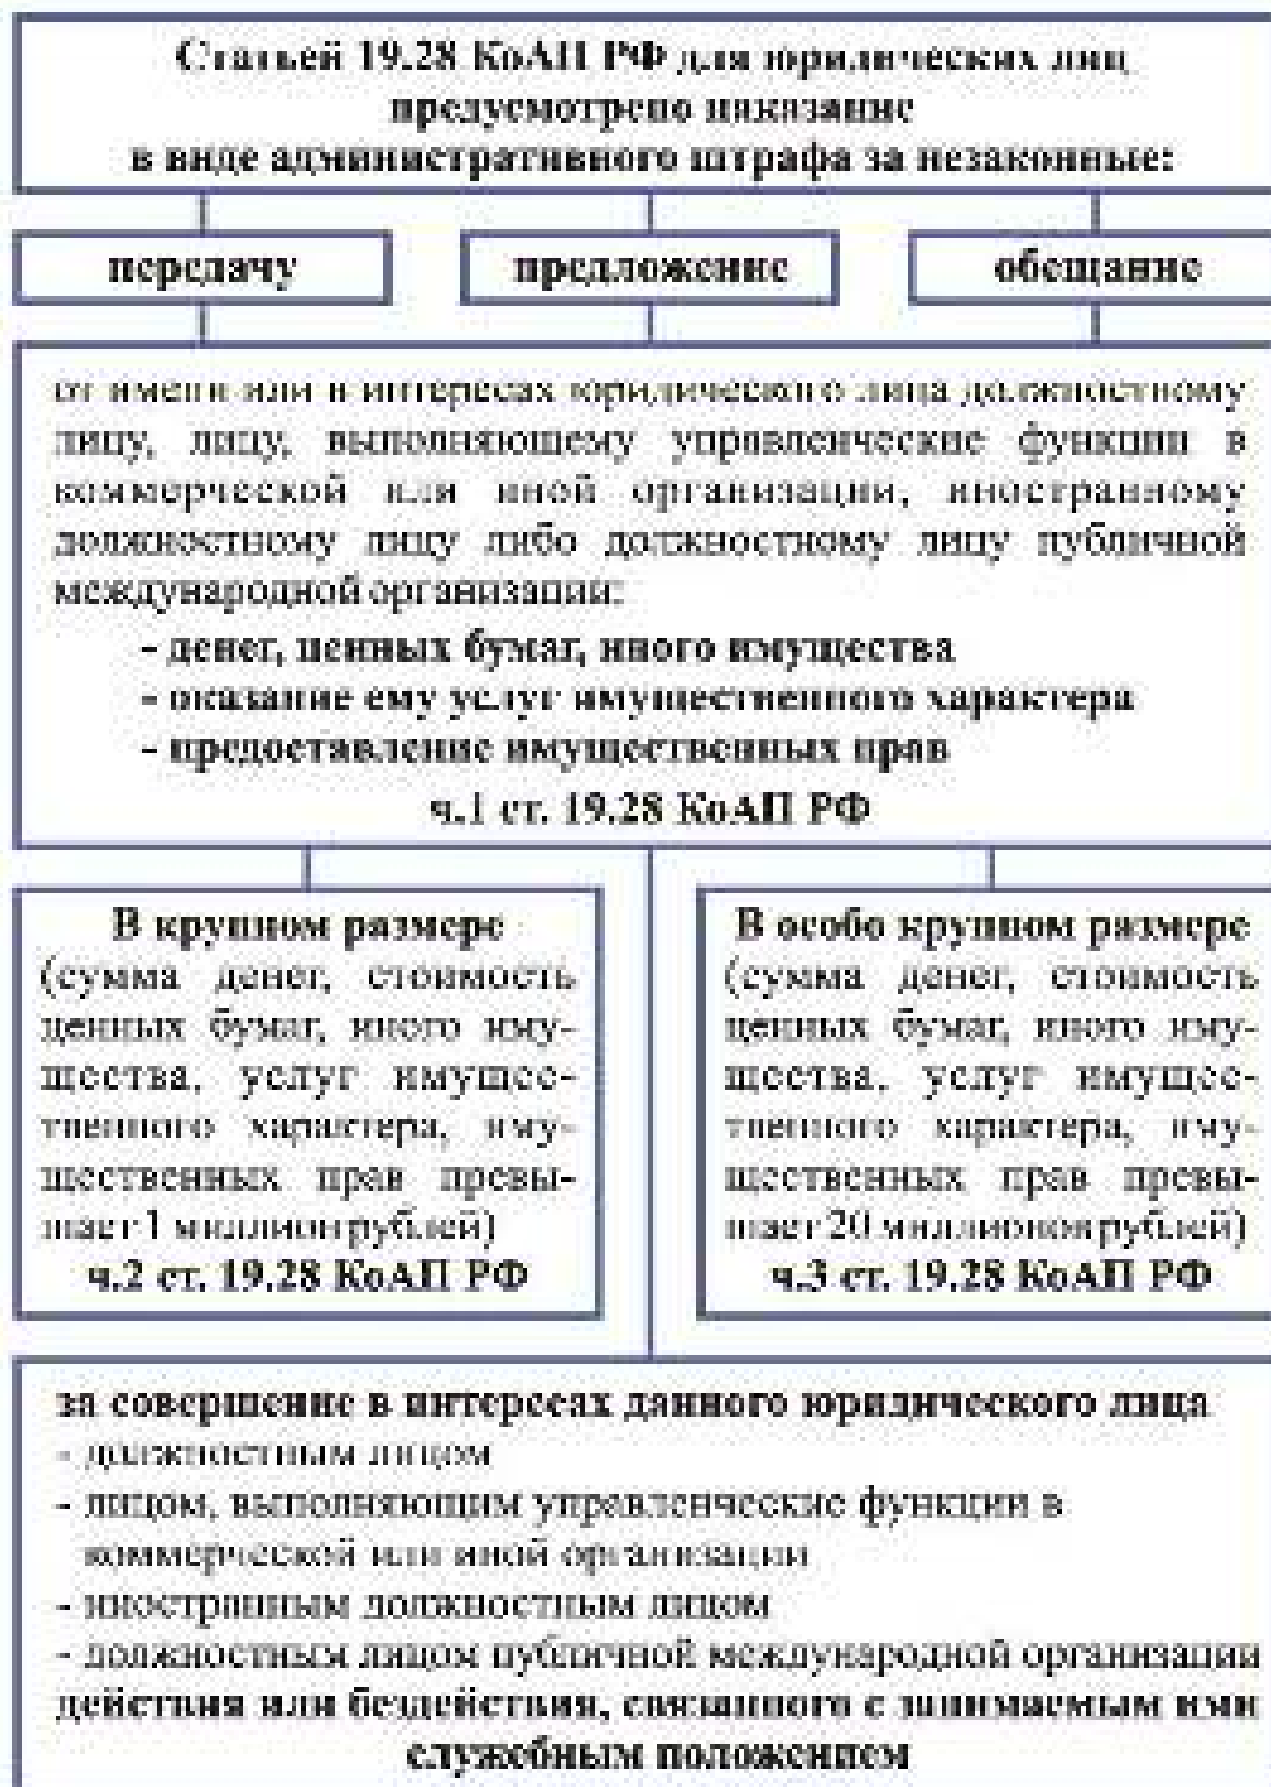 Статьей 19.28 КоАП РФ для юридических лиц
предусмотрено наказание
в виде административного штрафа за незаконные:
передачу
предложение
обещание
от имени или в интересах юридического лица должностному
лицу, лицу, выполняющему управленческие функции в
коммерческой или иной организации, иностранному
должностному лицу либо должностному лицу публичной
международной организации:
- денег, ценных бумаг, иного имущества
- оказание ему услуг имущественного характера
- предоставление имущественных прав
ч.1 ст. 19.28 КоАП РФ
В крупном размере
(сумма денег, стоимость
ценных бумаг, иного иму-
щества, услуг имущес-
твенного характера, иму-
щественных прав превы-
шает 1 миллион рублей)
ч.2 ст. 19.28 КоАП РФ
В особо крупном размере
(сумма денег, стоимость
ценных бумаг, иного иму-
щества, услуг имущес-
твенного характера, иму-
щественных прав превы-
шает 20 миллионов рублей)
ч.3 ст. 19.28 КоАП РФ
за совершение в интересах данного юридического лица
- должностным лицом
- лицом, выполняющим управленческие функции в
коммерческой или иной организации
- иностранным должностным лицом
- должностным лицом публичной международной организации
действия или бездействия, связанного с занимаемым ими
служебным положением